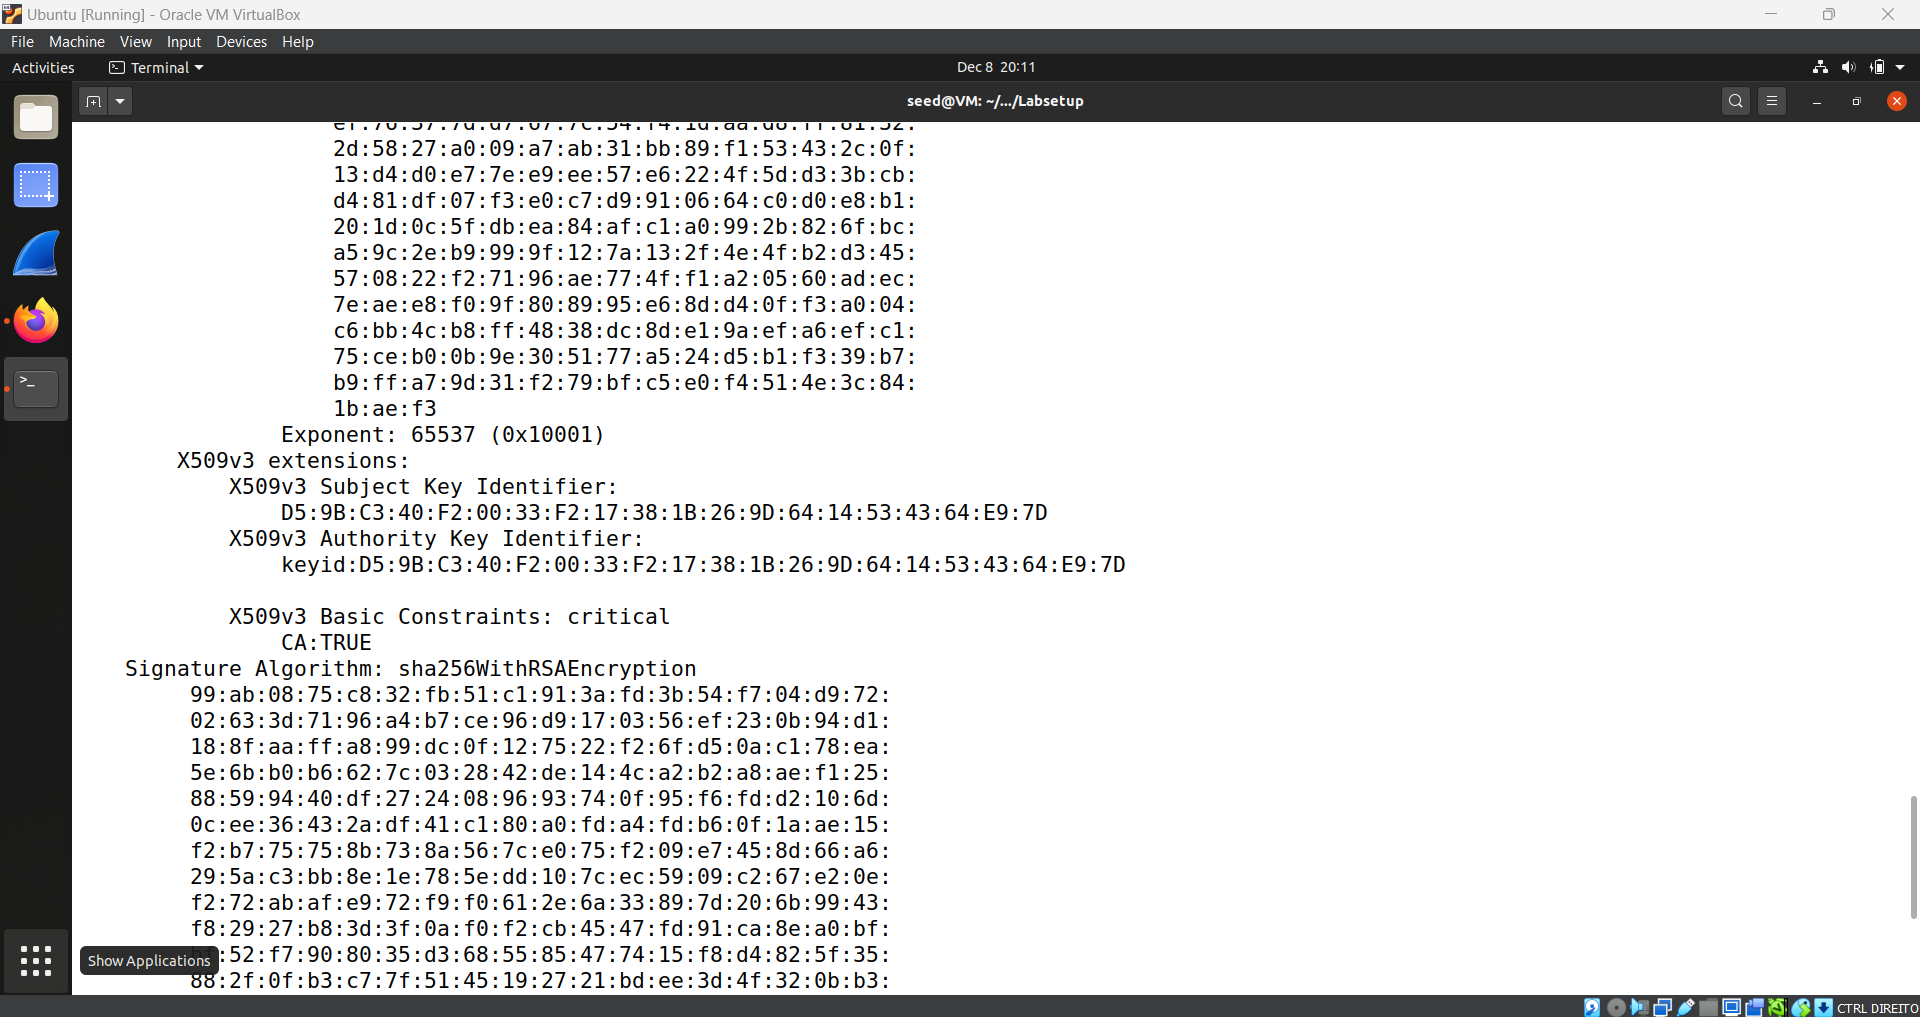 Ubuntu [Running] - Oracle VM VirtualBox
File Machine View Input Devices Help
Activities Terminal Dec 8 20:11
seed@VM: ~/.../Labsetup
ef:76:37:7d:d7:67:7c:54:f4:1d:aa:d8:ff:81:52:
2d:58:27:a0:09:a7:ab:31:bb:89:f1:53:43:2c:0f:
13:d4:d0:e7:7e:e9:ee:57:e6:22:4f:5d:d3:3b:cb:
d4:81:df:07:f3:e0:c7:d9:91:06:64:c0:d0:e8:b1:
20:1d:0c:5f:db:ea:84:af:c1:a0:99:2b:82:6f:bc:
a5:9c:2e:b9:99:9f:12:7a:13:2f:4e:4f:b2:d3:45:
57:08:22:f2:71:96:ae:77:4f:f1:a2:05:60:ad:ec:
7e:ae:e8:f0:9f:80:89:95:e6:8d:d4:0f:f3:a0:04:
c6:bb:4c:b8:ff:48:38:dc:8d:e1:9a:ef:a6:ef:c1:
75:ce:b0:0b:9e:30:51:77:a5:24:d5:b1:f3:39:b7:
b9:ff:a7:9d:31:f2:79:bf:c5:e0:f4:51:4e:3c:84:
1b:ae:f3
Exponent: 65537 (0x10001)
X509v3 extensions:
X509v3 Subject Key Identifier:
D5:9B:C3:40:F2:00:33:F2:17:38:1B:26:9D:64:14:53:43:64:E9:7D
X509v3 Authority Key Identifier:
keyid:D5:9B:C3:40:F2:00:33:F2:17:38:1B:26:9D:64:14:53:43:64:E9:7D
X509v3 Basic Constraints: critical
CA:TRUE
Signature Algorithm: sha256WithRSAEncryption
99:ab:08:75:c8:32:fb:51:c1:91:3a:fd:3b:54:f7:04:d9:72:
02:63:3d:71:96:a4:b7:ce:96:d9:17:03:56:ef:23:0b:94:d1:
18:8f:aa:ff:a8:99:dc:0f:12:75:22:f2:6f:d5:0a:c1:78:ea:
5e:6b:b0:b6:62:7c:03:28:42:de:14:4c:a2:b2:a8:ae:f1:25:
88:59:94:40:df:27:24:08:96:93:74:0f:95:f6:fd:d2:10:6d:
0c:ee:36:43:2a:df:41:c1:80:a0:fd:a4:fd:b6:0f:1a:ae:15:
f2:b7:75:75:8b:73:8a:56:7c:e0:75:f2:09:e7:45:8d:66:a6:
29:5a:c3:bb:8e:1e:78:5e:dd:10:7c:ec:59:09:c2:67:e2:0e:
f2:72:ab:af:e9:72:f9:f0:61:2e:6a:33:89:7d:20:6b:99:43:
f8:29:27:b8:3d:3f:0a:f0:f2:cb:45:47:fd:91:ca:8e:a0:bf:
:52:f7:90:80:35:d3:68:55:85:47:74:15:f8:d4:82:5f:35:
Show Applications
88:2f:0f:b3:c7:7f:51:45:19:27:21:bd:ee:3d:4f:32:0b:b3:
CTRL DIREITO